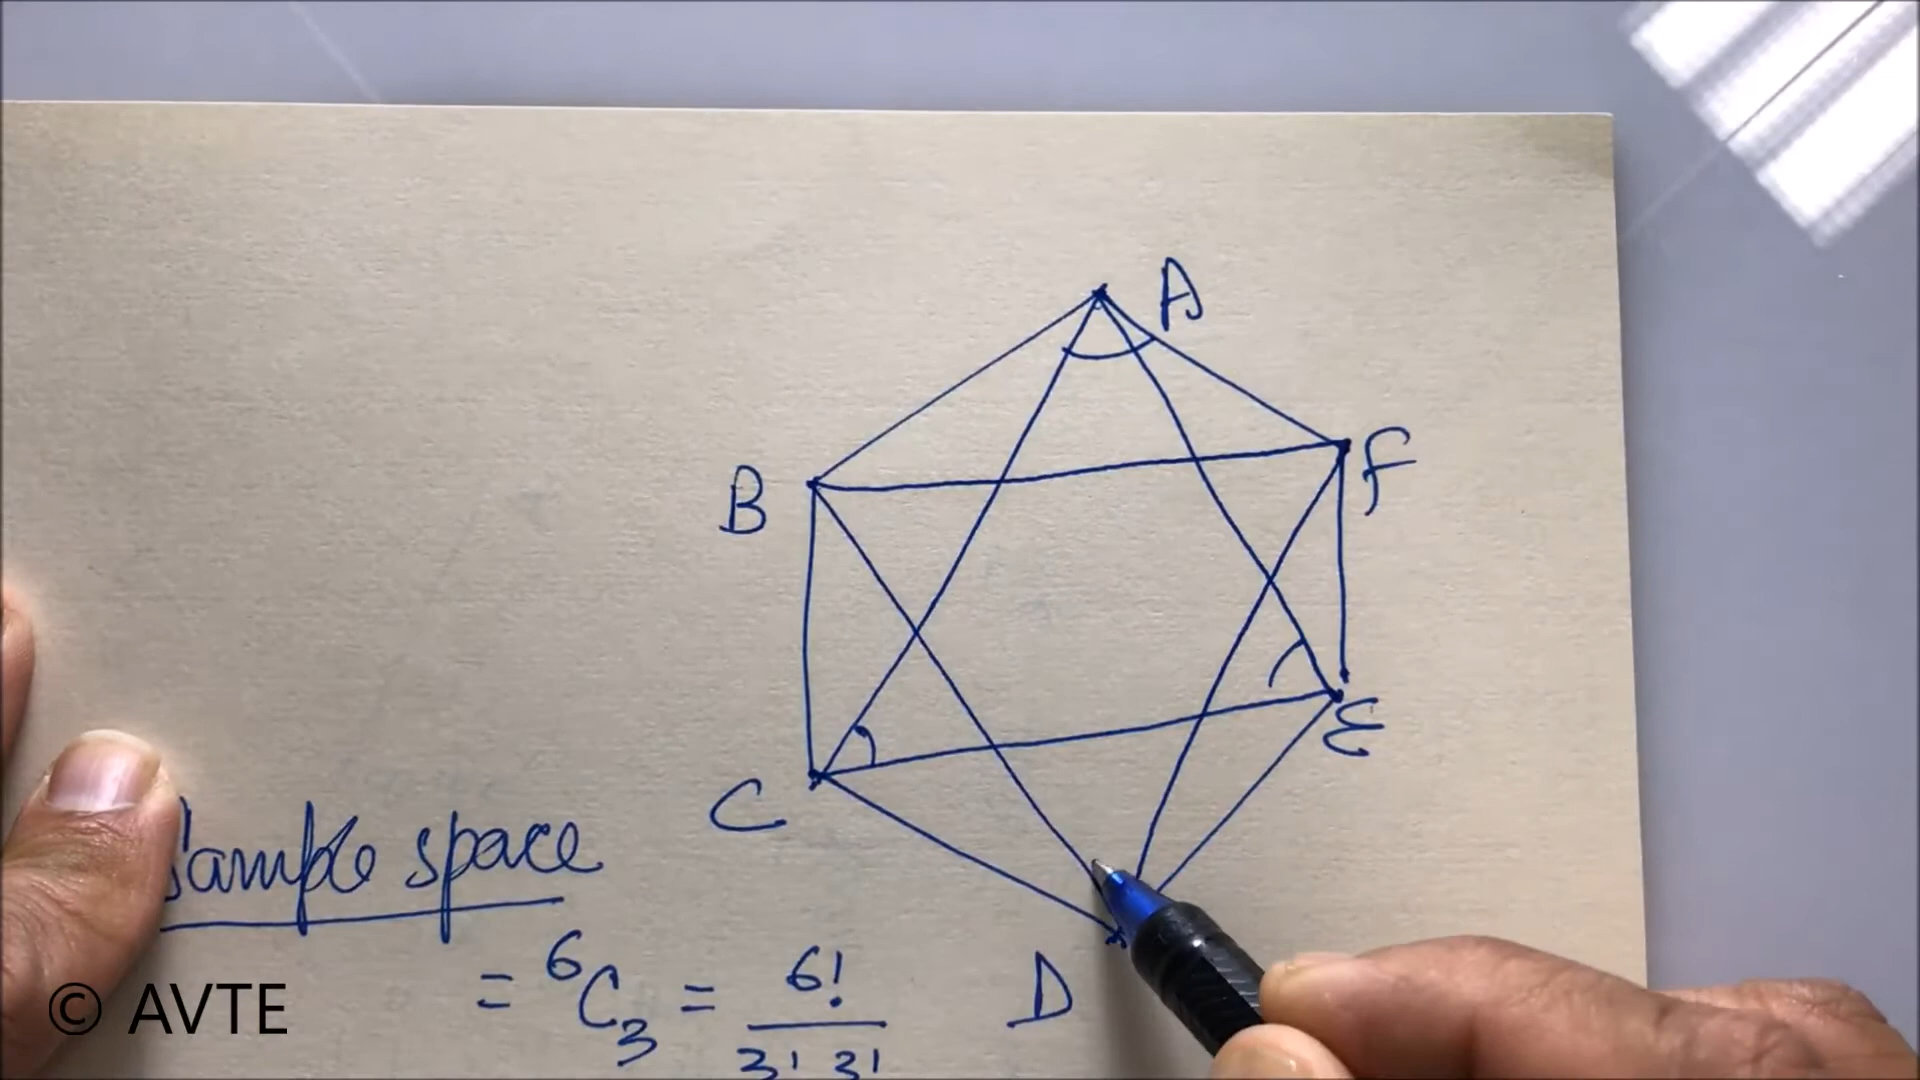 A
B
F
E
C
Sample space
= ⁶C₃ = 6! / 3! 3!
D
© AVTE